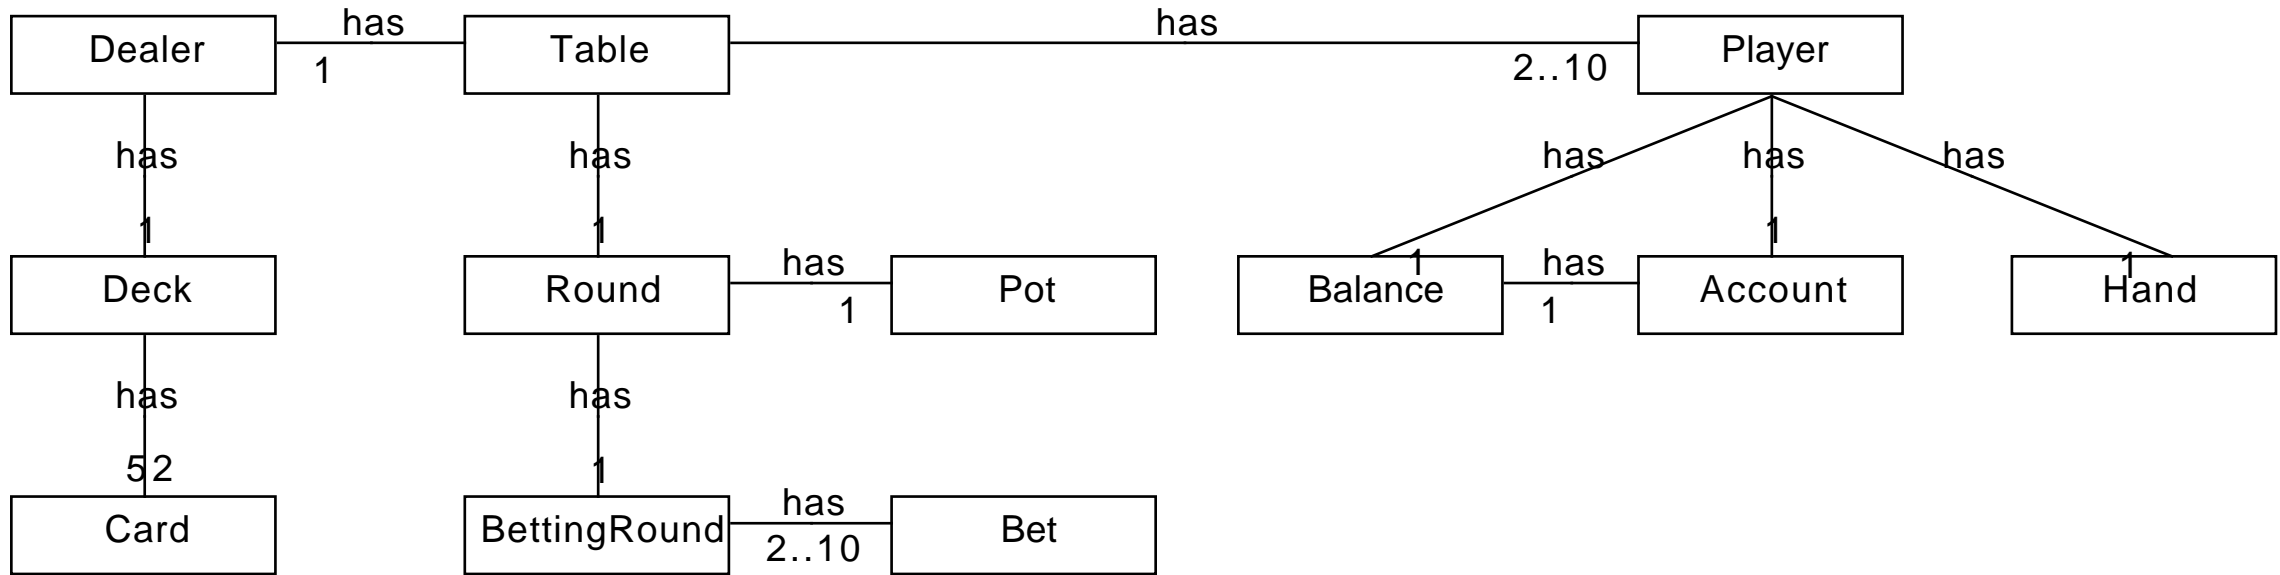 has
has
Dealer
Table
Player
1
2..10
has
has
has
has
has
1
1
1
1
1
has
has
Deck
Round
Pot
Balance
Account
Hand
1
1
has
has
52
1
has
Card
BettingRound
Bet
2..10